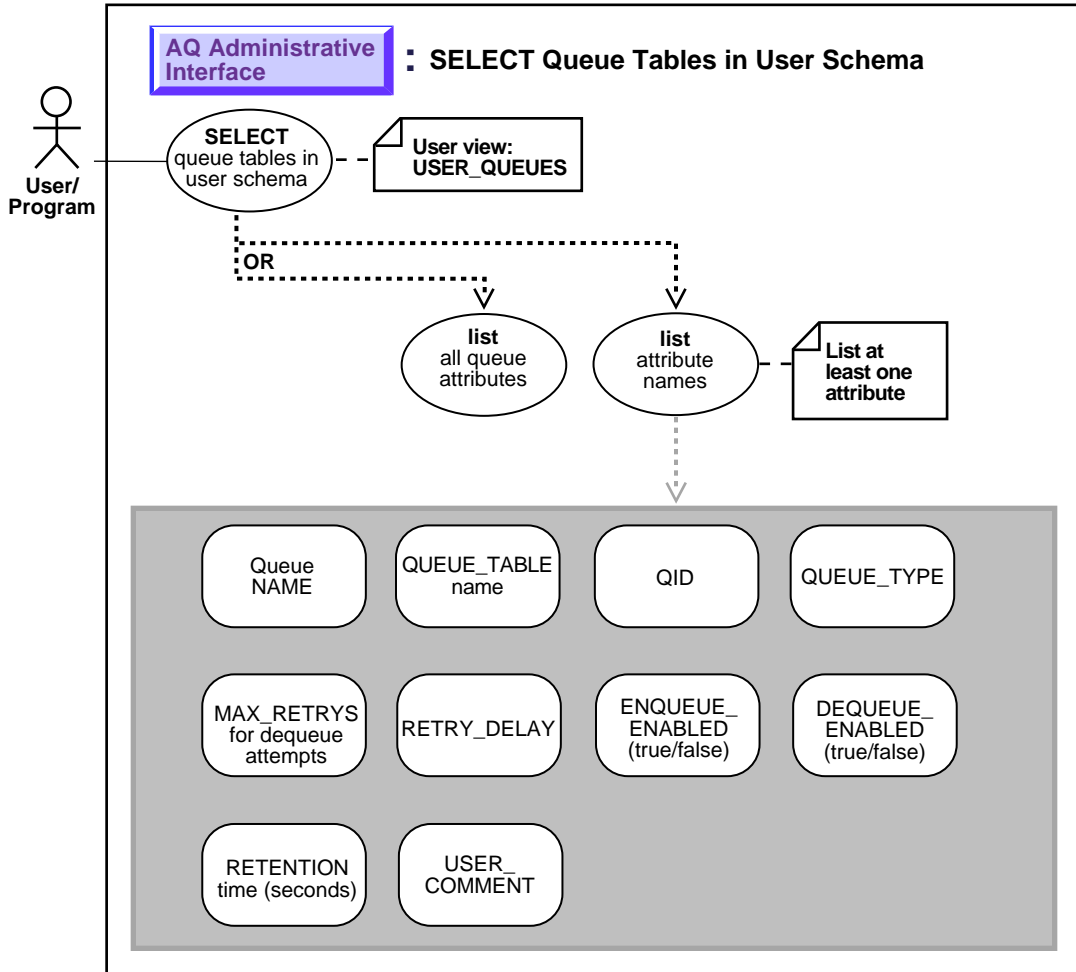 AQ Administrative
Interface
: SELECT Queue Tables in User Schema
User/
Program
SELECT
queue tables in
user schema
User view:
USER_QUEUES
OR
list
all queue
attributes
list
attribute
names
List at
least one
attribute
Queue
NAME
QUEUE_TABLE
name
QID
QUEUE_TYPE
MAX_RETRYS
for dequeue
attempts
RETRY_DELAY
ENQUEUE_
ENABLED
(true/false)
DEQUEUE_
ENABLED
(true/false)
RETENTION
time (seconds)
USER_
COMMENT